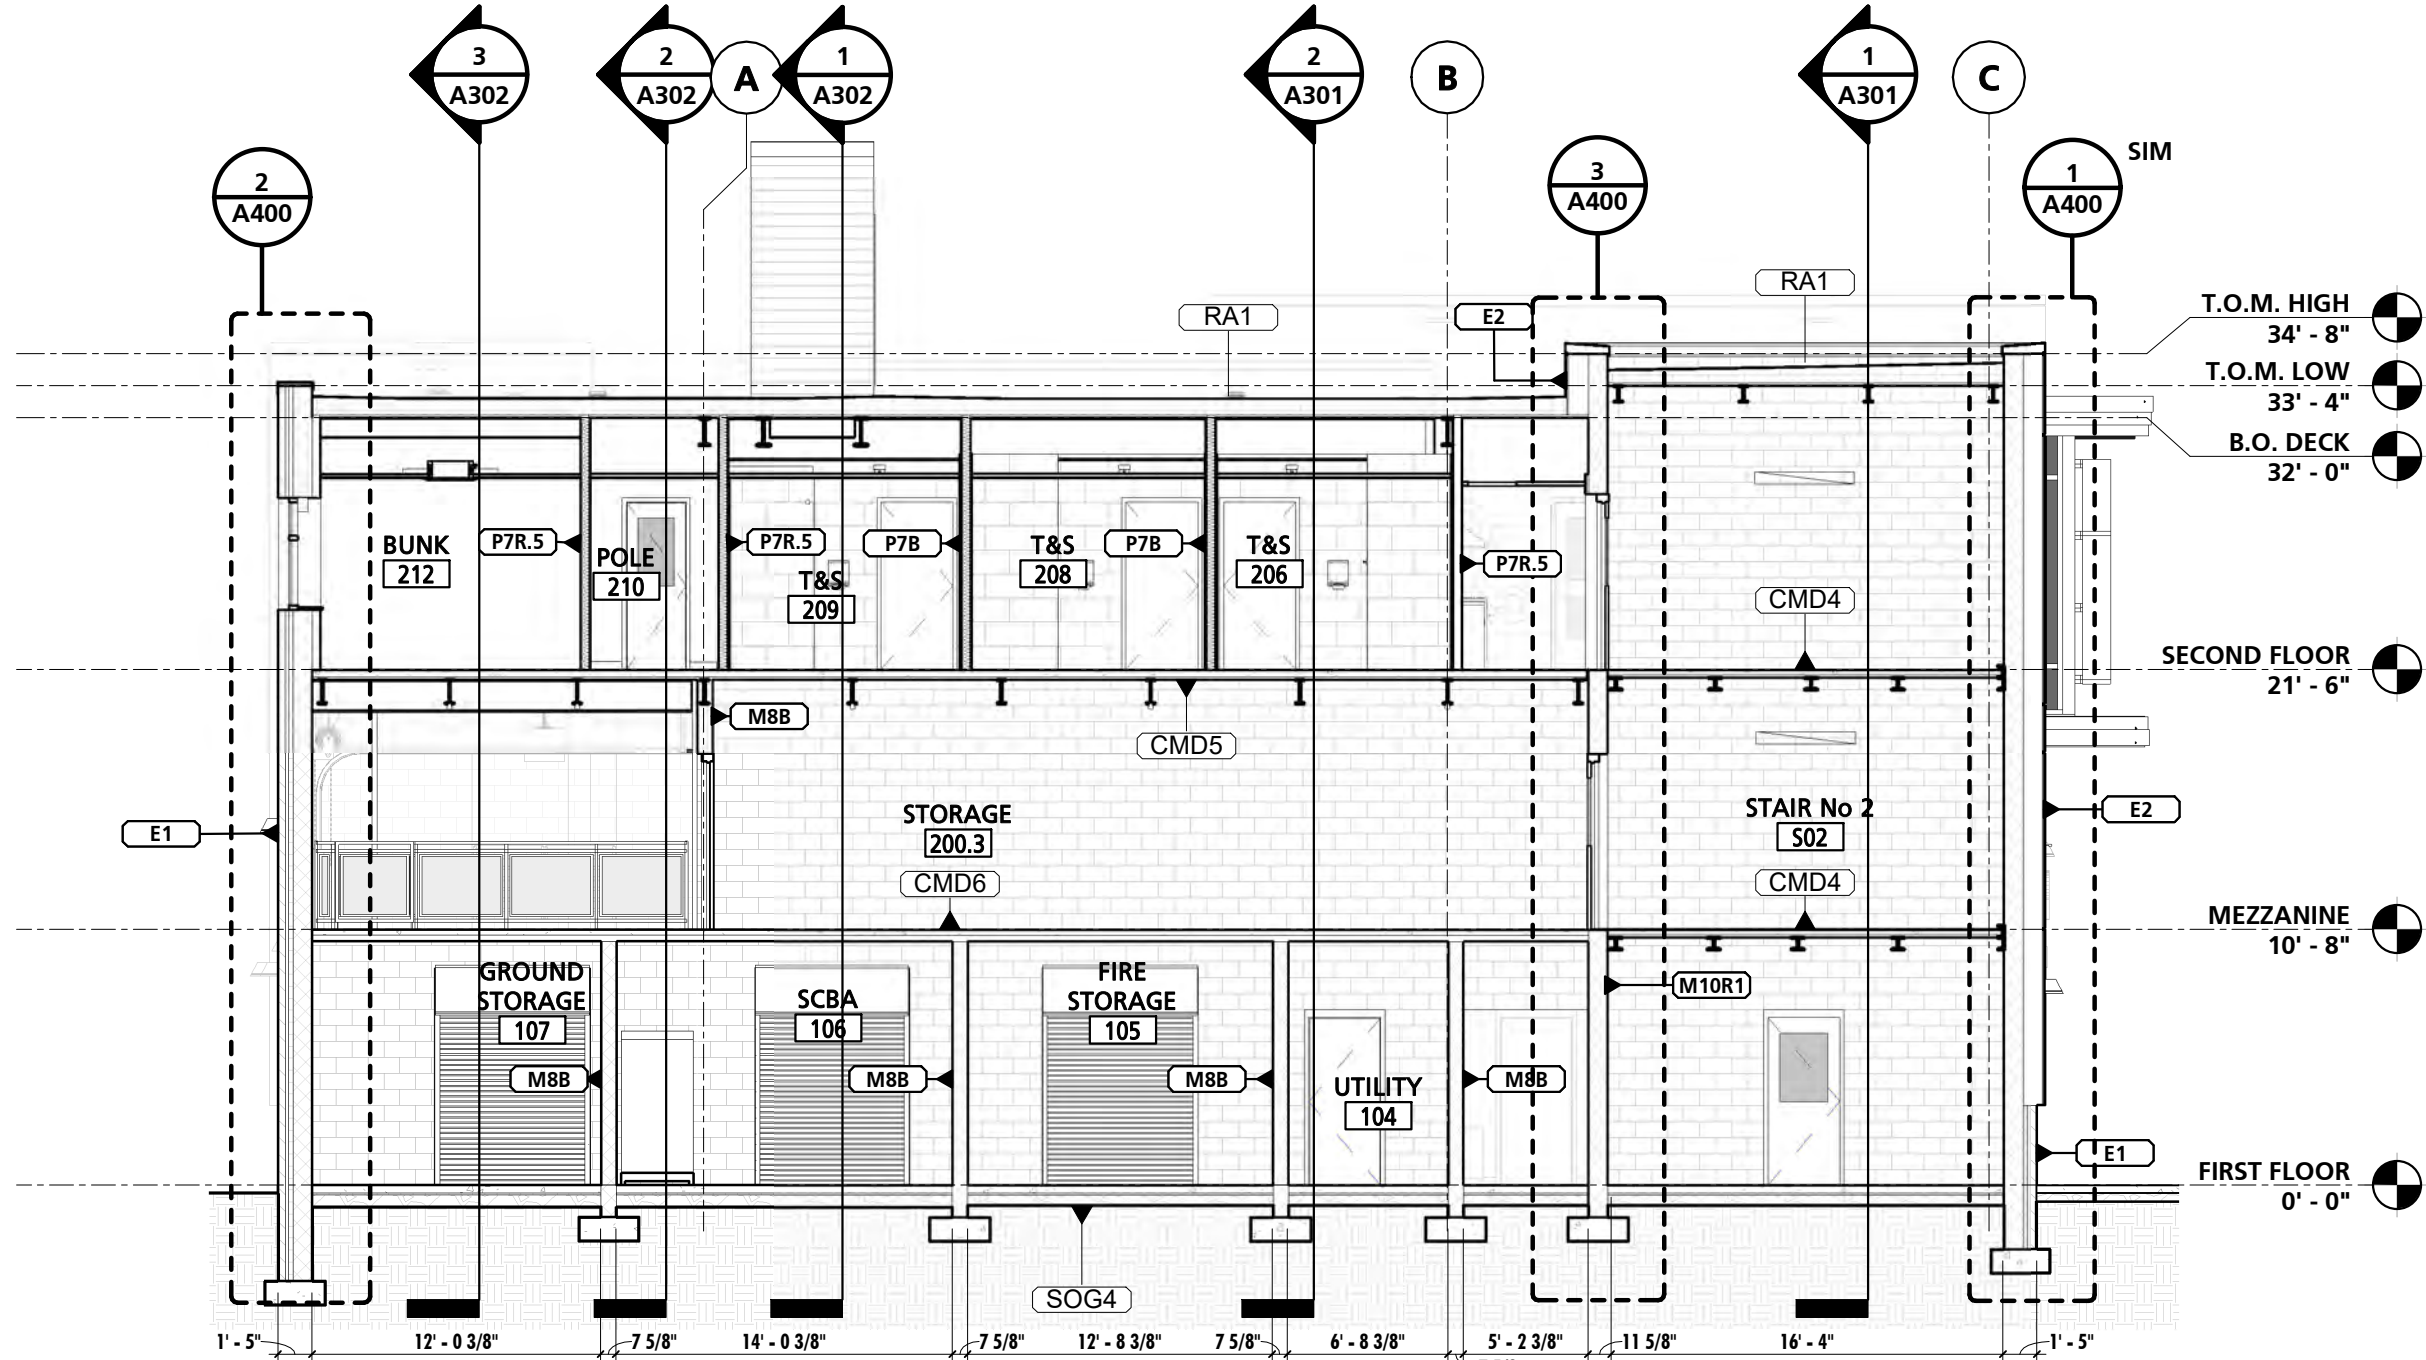 3
A302
2
A302
A
1
A302
2
A301
B
1
A301
C
2
A400
3
A400
1
A400
SIM
RA1
E2
RA1
T.O.M. HIGH
34' - 8"
T.O.M. LOW
33' - 4"
B.O. DECK
32' - 0"
BUNK
212
P7R.5
POLE
210
P7R.5
T&S
209
P7B
T&S
208
P7B
T&S
206
P7R.5
CMD4
SECOND FLOOR
21' - 6"
M8B
CMD5
E1
STORAGE
200.3
CMD6
STAIR No 2
S02
CMD4
E2
MEZZANINE
10' - 8"
GROUND
STORAGE
107
M8B
SCBA
106
M8B
FIRE
STORAGE
105
M8B
UTILITY
104
M8B
M10R1
E1
FIRST FLOOR
0' - 0"
SOG4
1' - 5" 12' - 0 3/8" 7 5/8" 14' - 0 3/8" 7 5/8" 12' - 8 3/8" 7 5/8" 6' - 8 3/8" 5' - 2 3/8" 11 5/8" 16' - 4" 1' - 5"